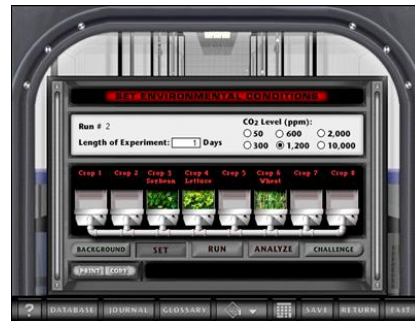 SET ENVIRONMENTAL CONDITIONS
Run # 2
CO2 Level (ppm):
50 600 2,000
Length of Experiment: 1 Days
300 1,200 10,000
Crop 1 Crop 2 Crop 3 Crop 4 Crop 5 Crop 6 Crop 7 Crop 8
Soybean Lettuce Wheat
BACKGROUND SET RUN ANALYZE CHALLENGE
PRINT COPY
? DATABASE JOURNAL GLOSSARY SAVE RETURN EXIT